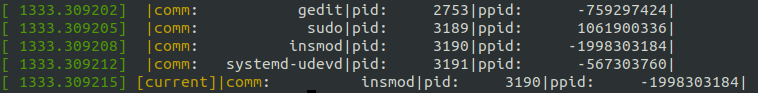 [ 1333.309202]  |comm:           gedit|pid:     2753|ppid:      -759297424|
[ 1333.309205]  |comm:            sudo|pid:     3189|ppid:      1061900336|
[ 1333.309208]  |comm:          insmod|pid:     3190|ppid:     -1998303184|
[ 1333.309212]  |comm:   systemd-udevd|pid:     3191|ppid:      -567303760|
[ 1333.309215] [current]|comm:          insmod|pid:     3190|ppid:     -1998303184|